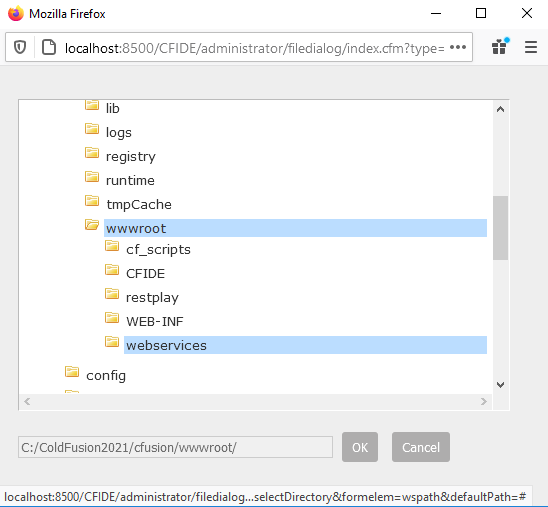 Mozilla Firefox
localhost:8500/CFIDE/administrator/filedialog/index.cfm?type=
lib
logs
registry
runtime
tmpCache
wwwroot
cf_scripts
CFIDE
restplay
WEB-INF
webservices
config
C:/ColdFusion2021/cfusion/wwwroot/ OK Cancel
localhost:8500/CFIDE/administrator/filedialog...selectDirectory&formelem=wspath&defaultPath=#